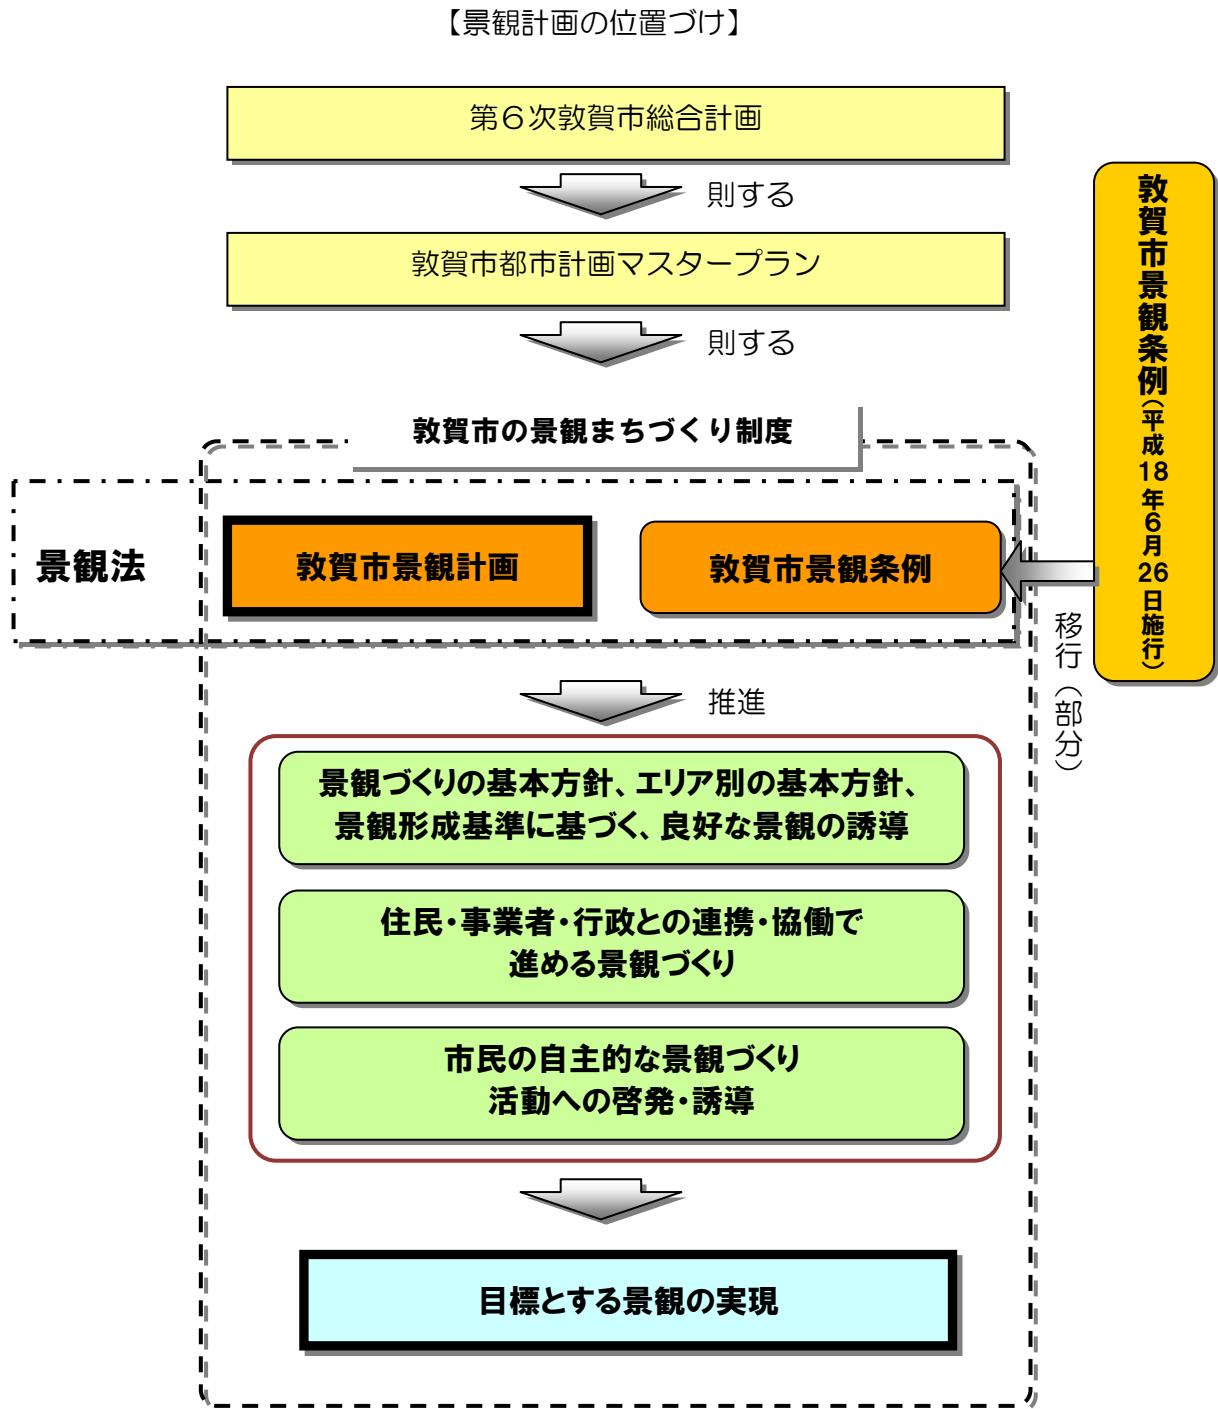 【景観計画の位置づけ】
第6次敦賀市総合計画
則する
敦賀市都市計画マスタープラン
則する
敦賀市の景観まちづくり制度
景観法
敦賀市景観計画
敦賀市景観条例
敦賀市景観条例(平成18年6月26日施行)
移行(部分)
推進
景観づくりの基本方針、エリア別の基本方針、
景観形成基準に基づく、良好な景観の誘導
住民・事業者・行政との連携・協働で
進める景観づくり
市民の自主的な景観づくり
活動への啓発・誘導
目標とする景観の実現